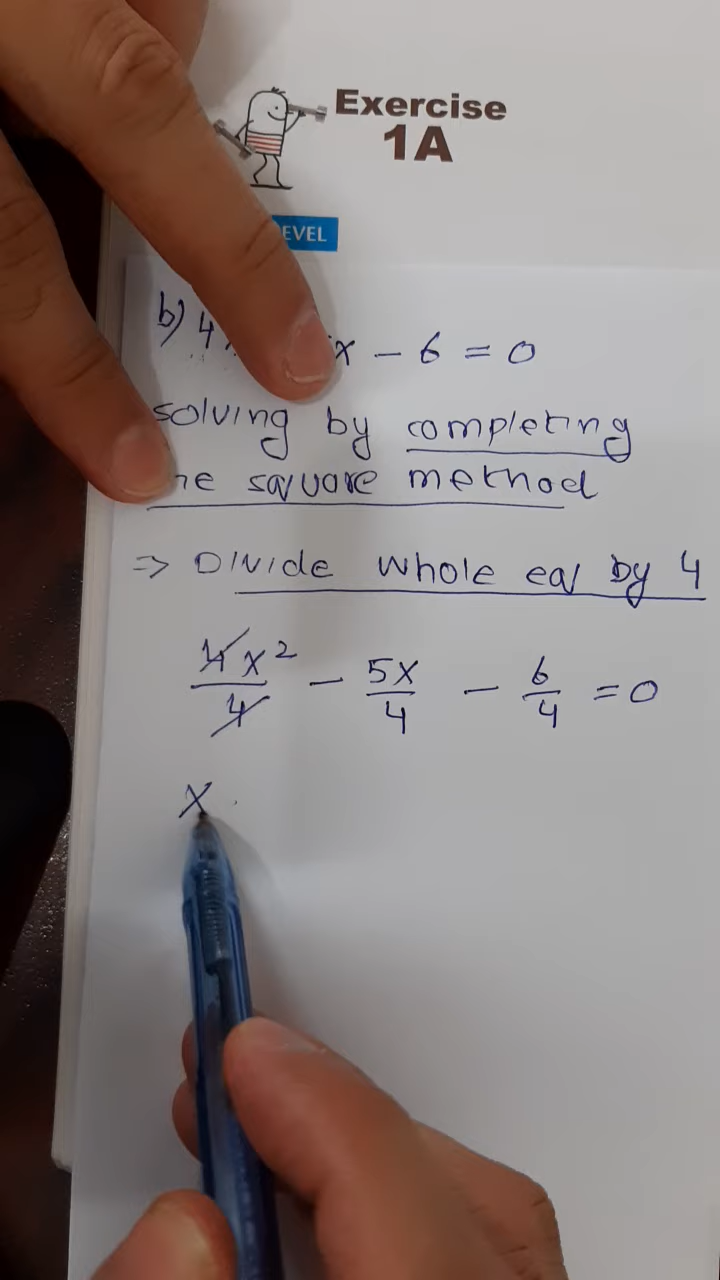 Exercise
1A
EVEL
b) 4 x - 6 = 0
solving by completing
he square method
=> Divide whole eq by 4
4x²/4 - 5x/4 - 6/4 = 0
x